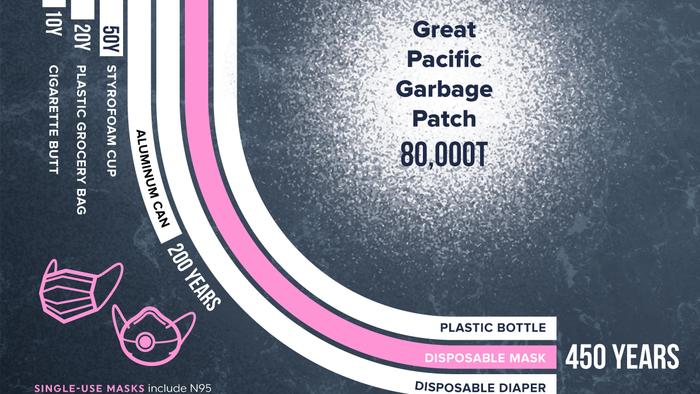 Great
Pacific
Garbage
Patch
80,000T
10Y
CIGARETTE BUTT
20Y
PLASTIC GROCERY BAG
50Y
STYROFOAM CUP
ALUMINUM CAN
200 YEARS
PLASTIC BOTTLE
DISPOSABLE MASK
450 YEARS
DISPOSABLE DIAPER
SINGLE-USE MASKS include N95